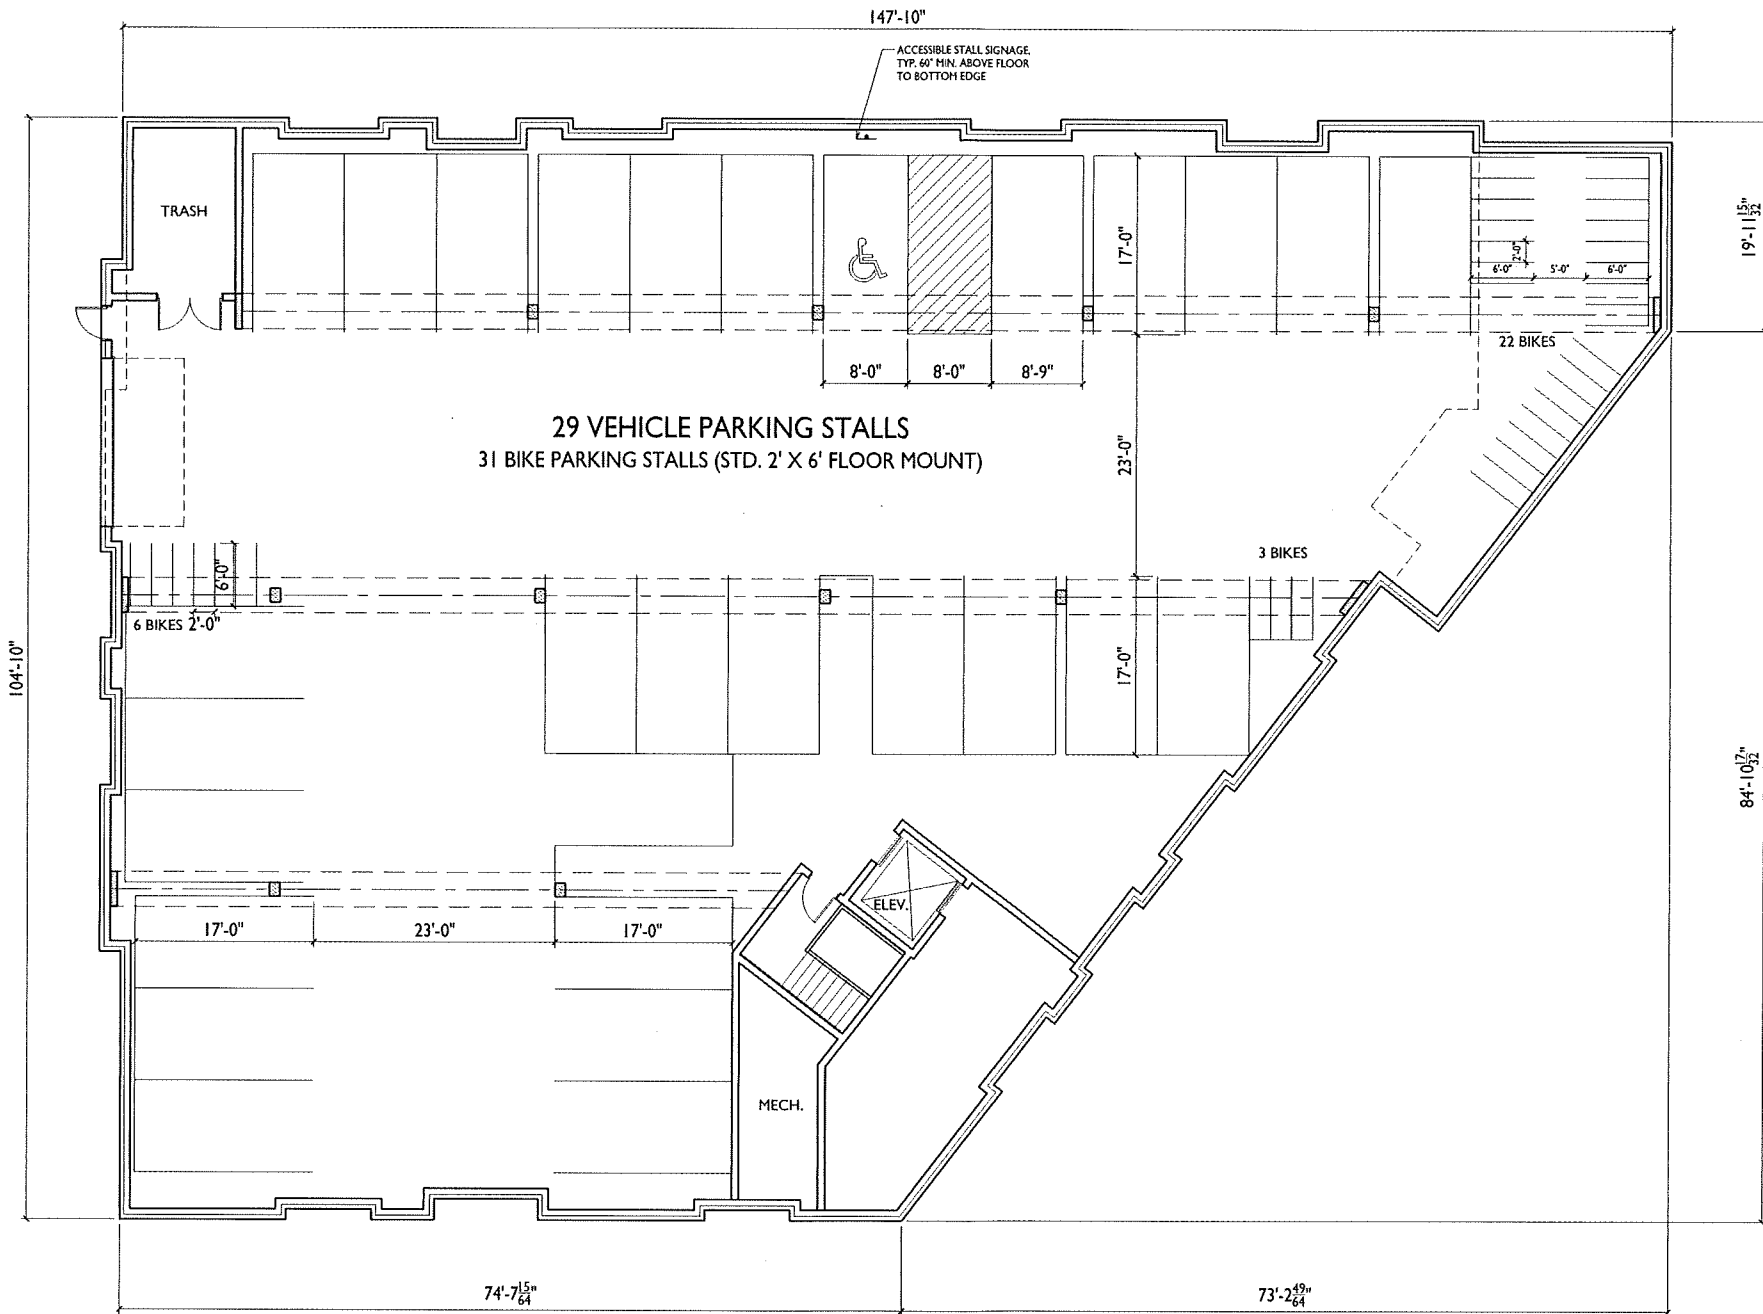 147'-10"
ACCESSIBLE STALL SIGNAGE,
TYP. 60" MIN. ABOVE FLOOR
TO BOTTOM EDGE
TRASH
17'-0"
2'-0"
6'-0" 5'-0" 6'-0"
19'-11 15/32"
22 BIKES
8'-0" 8'-0" 8'-9"
29 VEHICLE PARKING STALLS
31 BIKE PARKING STALLS (STD. 2' X 6' FLOOR MOUNT)
23'-0"
3 BIKES
6'-0"
6 BIKES 2'-0"
104'-10"
17'-0"
84'-10 17/32"
ELEV.
17'-0" 23'-0" 17'-0"
MECH.
74'-7 15/64"
73'-2 49/64"